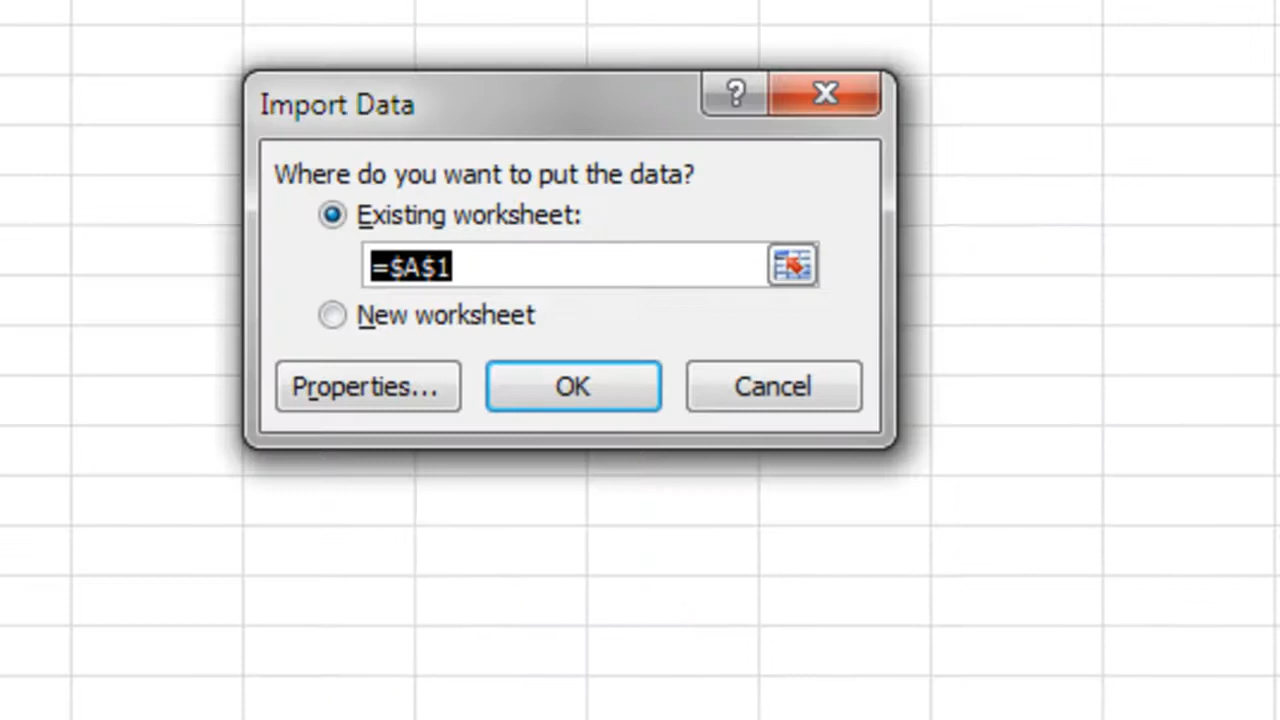 Import Data
?
X
Where do you want to put the data?
Existing worksheet:
=$A$1
New worksheet
Properties...
OK
Cancel